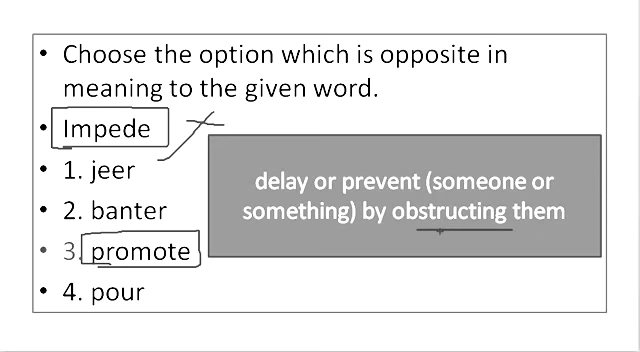 • Choose the option which is opposite in
meaning to the given word.
• Impede
• 1. jeer
delay or prevent (someone or
• 2. banter
something) by obstructing them
• 3. promote
• 4. pour